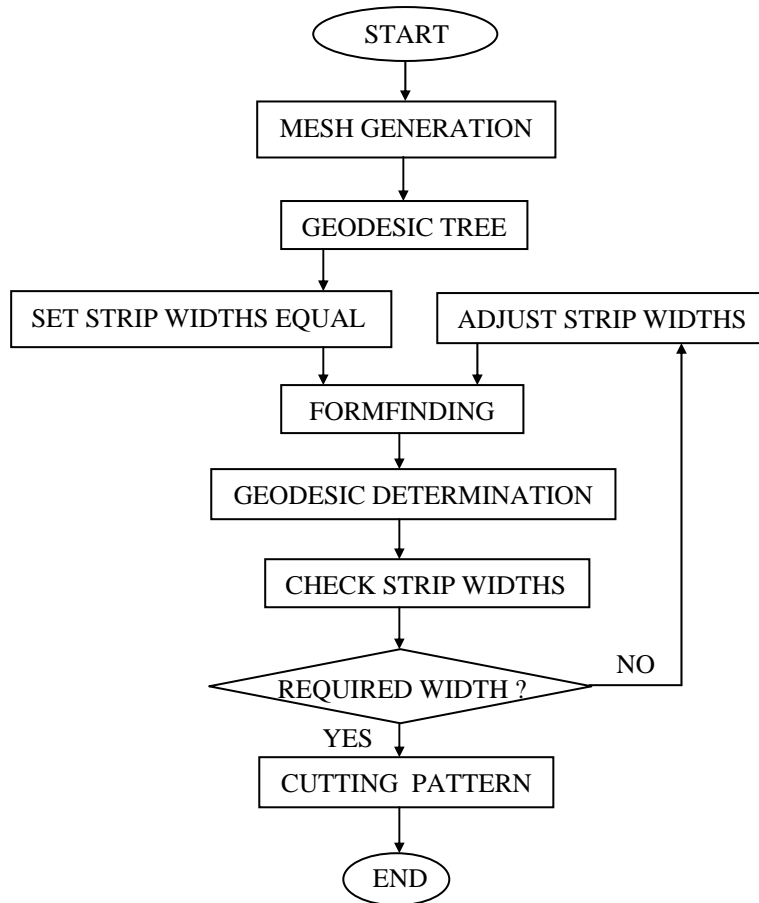 START
MESH GENERATION
GEODESIC TREE
SET STRIP WIDTHS EQUAL
ADJUST STRIP WIDTHS
FORMFINDING
GEODESIC DETERMINATION
CHECK STRIP WIDTHS
REQUIRED WIDTH ?
NO
YES
CUTTING PATTERN
END